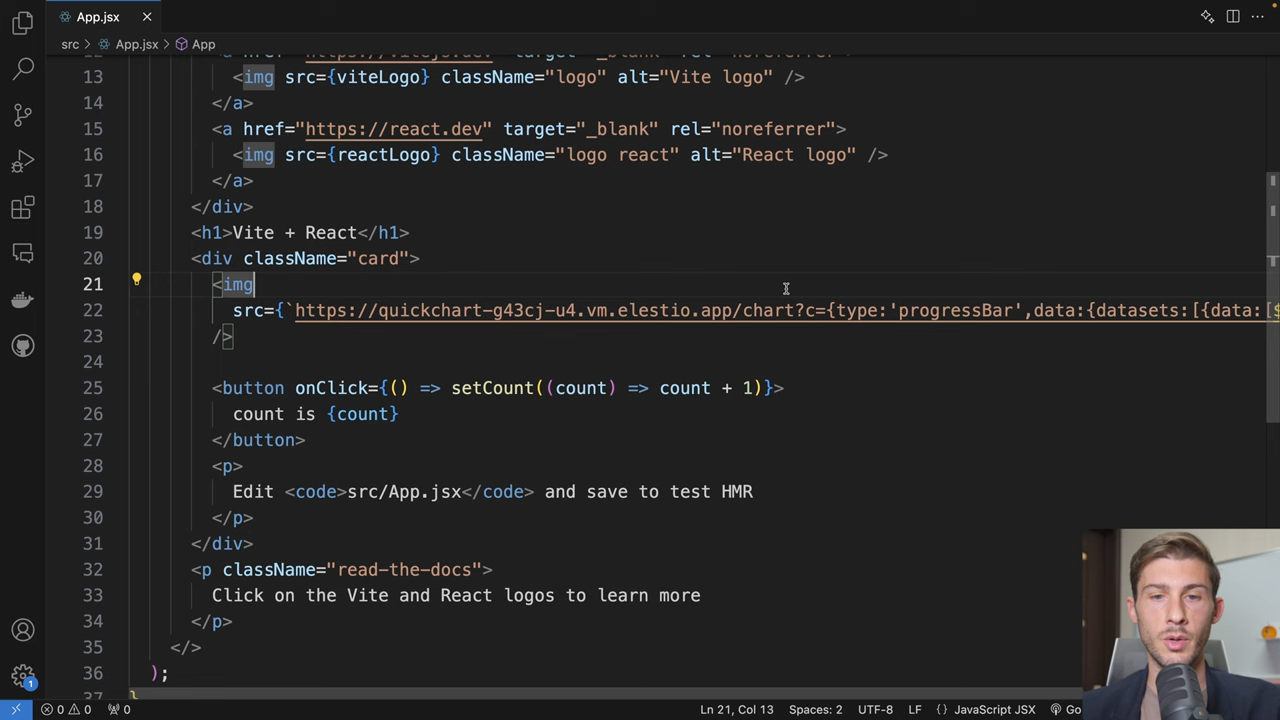 App.jsx
src > App.jsx > App
13 <img src={viteLogo} className="logo" alt="Vite logo" />
14 </a>
15 <a href="https://react.dev" target="_blank" rel="noreferrer">
16 <img src={reactLogo} className="logo react" alt="React logo" />
17 </a>
18 </div>
19 <h1>Vite + React</h1>
20 <div className="card">
21 <img
22 src={`https://quickchart-g43cj-u4.vm.elestio.app/chart?c={type:'progressBar',data:{datasets:[{data:[$
23 />
24
25 <button onClick={() => setCount((count) => count + 1)}>
26 count is {count}
27 </button>
28 <p>
29 Edit <code>src/App.jsx</code> and save to test HMR
30 </p>
31 </div>
32 <p className="read-the-docs">
33 Click on the Vite and React logos to learn more
34 </p>
35 </>
36 );
37 }
1
0 0 0 Ln 21, Col 13 Spaces: 2 UTF-8 LF {} JavaScript JSX Go